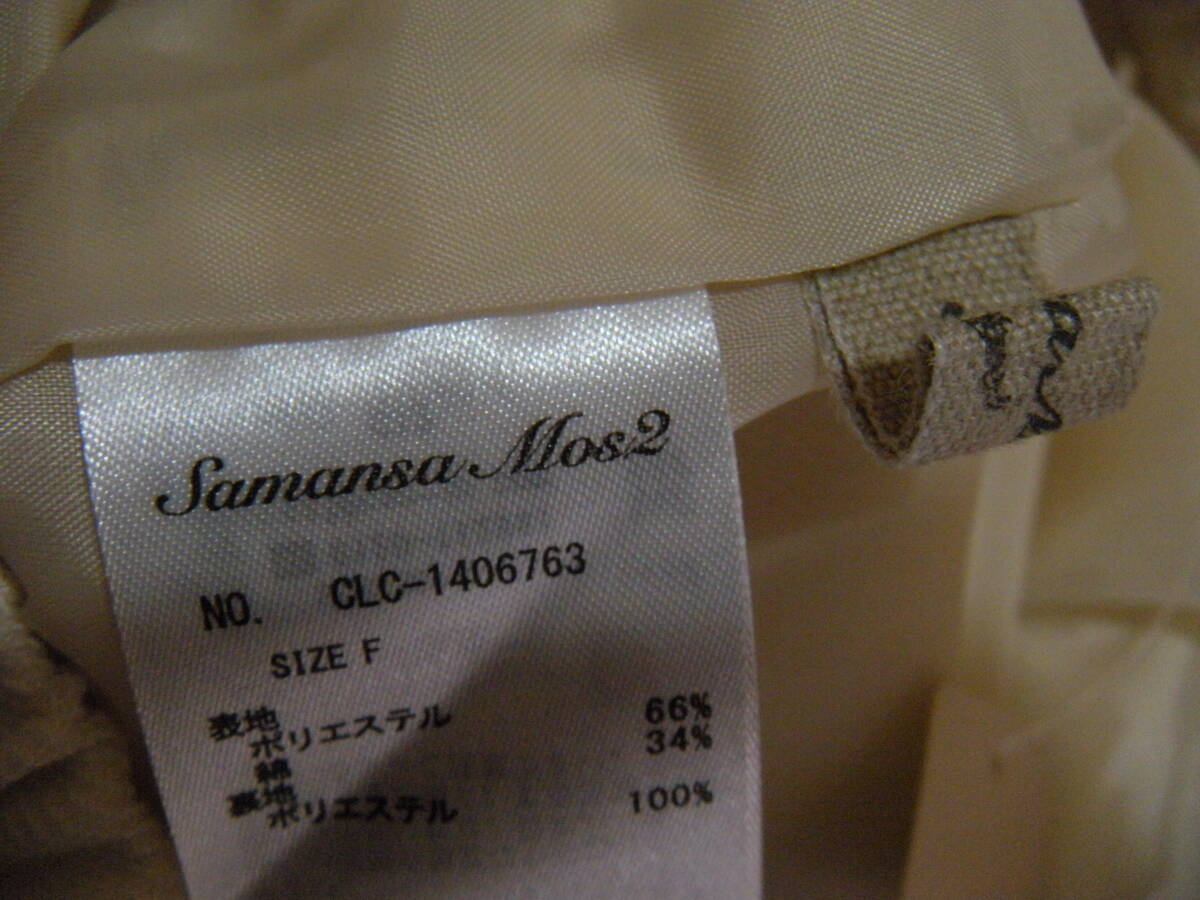 Samansa Mos2
NO. CLC-1406763
SIZE F
表地
ポリエステル 66%
綿 34%
裏地
ポリエステル 100%